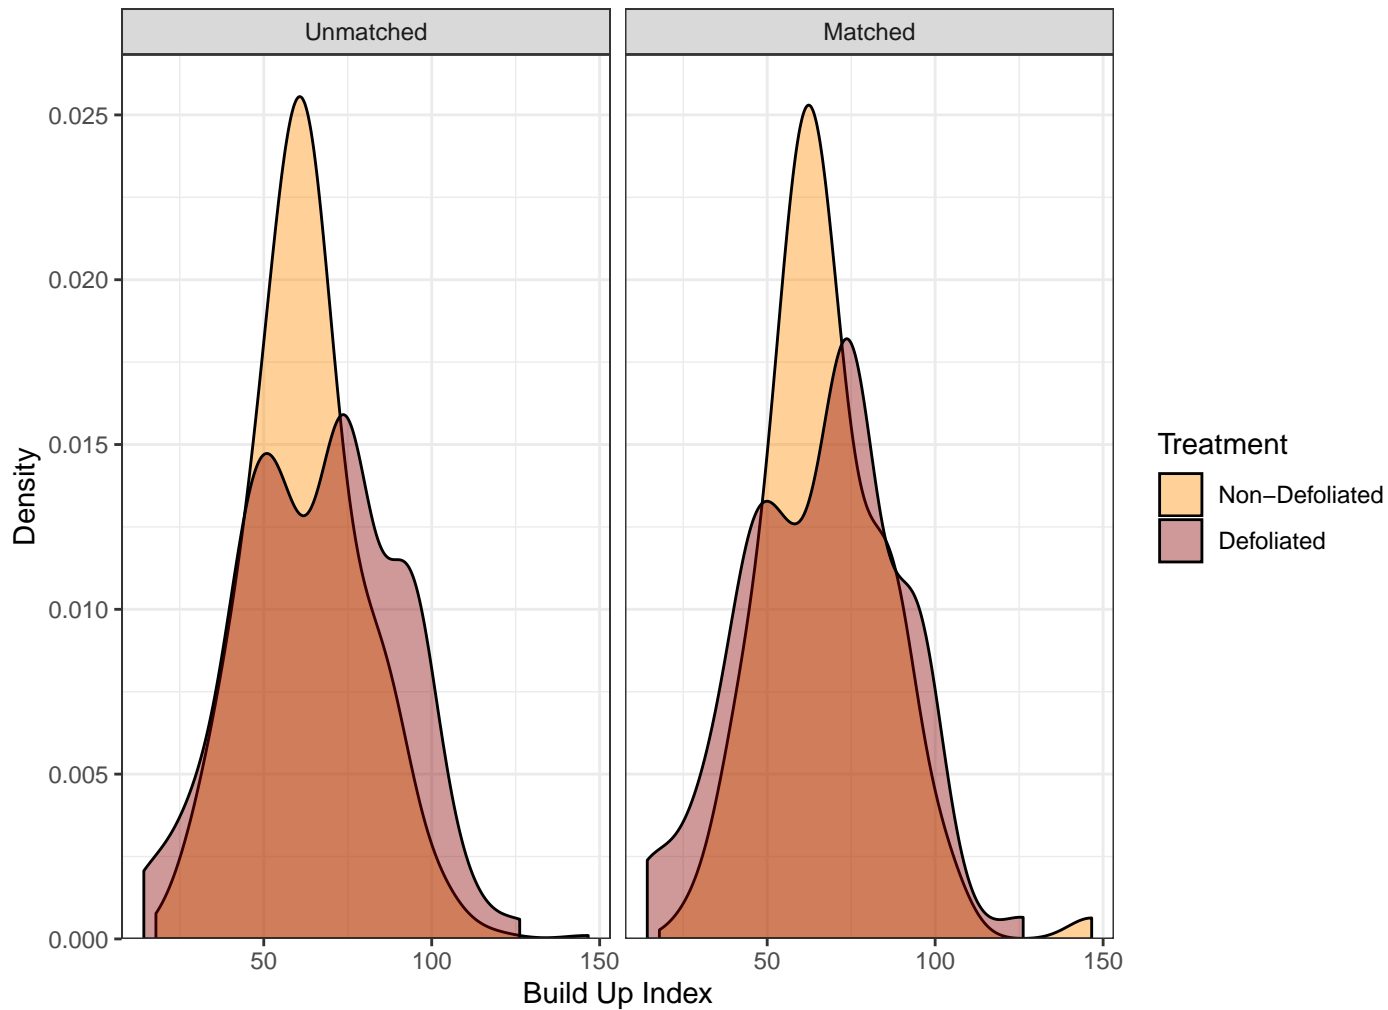 Unmatched
Matched
0.025
0.020
0.015
0.010
0.005
0.000
Density
50
100
150
50
100
150
Build Up Index
Treatment
Non−Defoliated
Defoliated